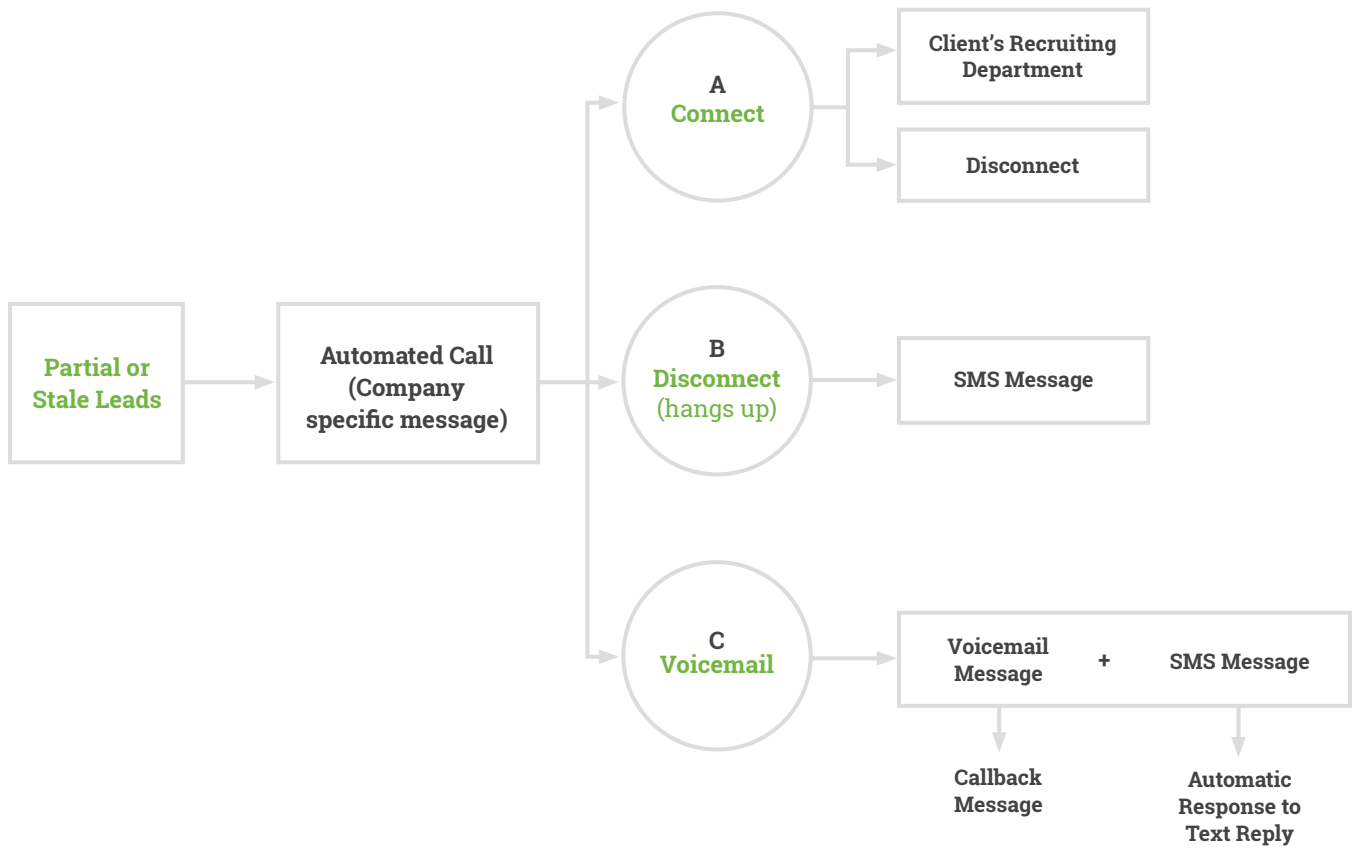 Partial or
Stale Leads
Automated Call
(Company
specific message)
A
Connect
Client's Recruiting
Department
Disconnect
B
Disconnect
(hangs up)
SMS Message
C
Voicemail
Voicemail
Message
+
SMS Message
Callback
Message
Automatic
Response to
Text Reply